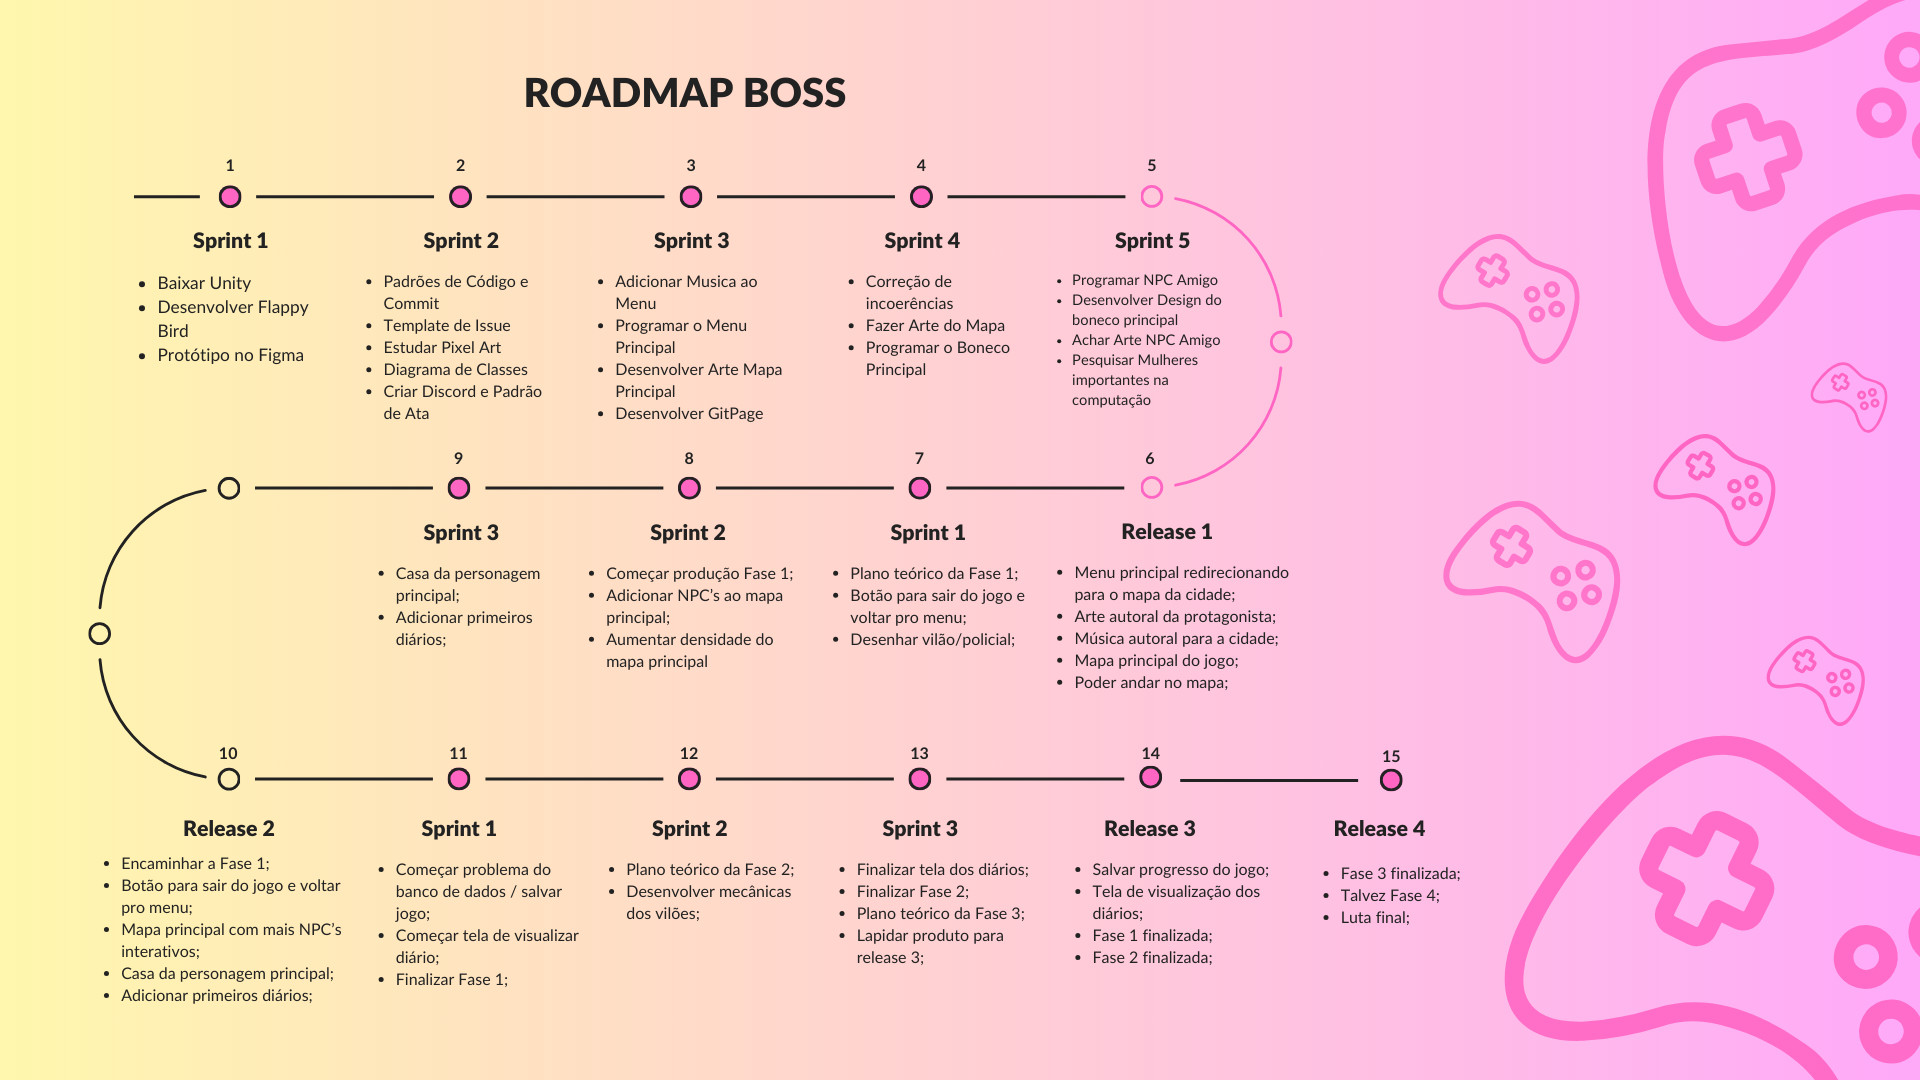 ROADMAP BOSS
1
Sprint 1
• Baixar Unity
• Desenvolver Flappy
Bird
• Protótipo no Figma
2
Sprint 2
• Padrões de Código e
Commit
• Template de Issue
• Estudar Pixel Art
• Diagrama de Classes
• Criar Discord e Padrão
de Ata
3
Sprint 3
• Adicionar Musica ao
Menu
• Programar o Menu
Principal
• Desenvolver Arte Mapa
Principal
• Desenvolver GitPage
4
Sprint 4
• Correção de
incoerências
• Fazer Arte do Mapa
• Programar o Boneco
Principal
5
Sprint 5
• Programar NPC Amigo
• Desenvolver Design do
boneco principal
• Achar Arte NPC Amigo
• Pesquisar Mulheres
importantes na
computação
6
Release 1
• Menu principal redirecionando
para o mapa da cidade;
• Arte autoral da protagonista;
• Música autoral para a cidade;
• Mapa principal do jogo;
• Poder andar no mapa;
7
Sprint 1
• Plano teórico da Fase 1;
• Botão para sair do jogo e
voltar pro menu;
• Desenhar vilão/policial;
8
Sprint 2
• Começar produção Fase 1;
• Adicionar NPC’s ao mapa
principal;
• Aumentar densidade do
mapa principal
9
Sprint 3
• Casa da personagem
principal;
• Adicionar primeiros
diários;
10
Release 2
• Encaminhar a Fase 1;
• Botão para sair do jogo e voltar
pro menu;
• Mapa principal com mais NPC’s
interativos;
• Casa da personagem principal;
• Adicionar primeiros diários;
11
Sprint 1
• Começar problema do
banco de dados / salvar
jogo;
• Começar tela de visualizar
diário;
• Finalizar Fase 1;
12
Sprint 2
• Plano teórico da Fase 2;
• Desenvolver mecânicas
dos vilões;
13
Sprint 3
• Finalizar tela dos diários;
• Finalizar Fase 2;
• Plano teórico da Fase 3;
• Lapidar produto para
release 3;
14
Release 3
• Salvar progresso do jogo;
• Tela de visualização dos
diários;
• Fase 1 finalizada;
• Fase 2 finalizada;
15
Release 4
• Fase 3 finalizada;
• Talvez Fase 4;
• Luta final;